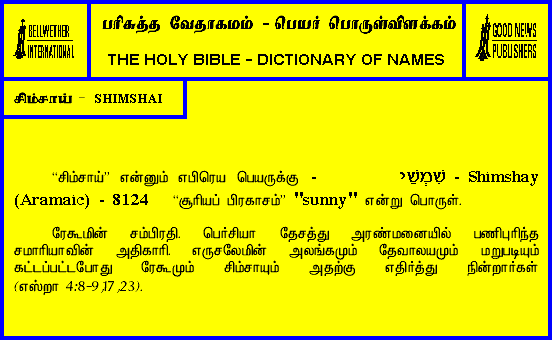 BELLWETHER
INTERNATIONAL
பரிசுத்த வேதாகமம் - பெயர் பொருள்விளக்கம்
THE HOLY BIBLE - DICTIONARY OF NAMES
GOOD NEWS
PUBLISHERS
சிம்சாய் - SHIMSHAI
“சிம்சாய்” என்னும் எபிரெய பெயருக்கு - שִׁמְשַׁי - Shimshay
(Aramaic) - 8124 “சூரியப் பிரகாசம்” "sunny" என்று பொருள்.
ரேகூமின் சம்பிரதி. பெர்சியா தேசத்து அரண்மனையில் பணிபுரிந்த
சமாரியாவின் அதிகாரி. எருசலேமின் அலங்கமும் தேவாலயமும் மறுபடியும்
கட்டப்பட்டபோது ரேகூமும் சிம்சாயும் அதற்கு எதிர்த்து நின்றார்கள்
(எஸ்றா 4:8-9,17,23).